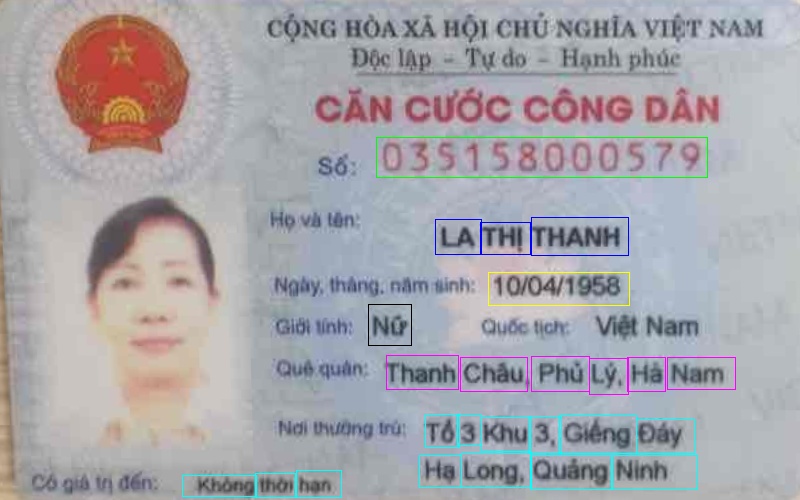 CỘNG HÒA XÃ HỘI CHỦ NGHĨA VIỆT NAM
Độc lập - Tự do - Hạnh phúc
CĂN CƯỚC CÔNG DÂN
Số: 035158000579
Họ và tên:
LA THỊ THANH
Ngày, tháng, năm sinh: 10/04/1958
Giới tính: Nữ Quốc tịch: Việt Nam
Quê quán: Thanh Châu, Phủ Lý, Hà Nam
Nơi thường trú: Tổ 3 Khu 3, Giếng Đáy
Hạ Long, Quảng Ninh
Có giá trị đến: Không thời hạn